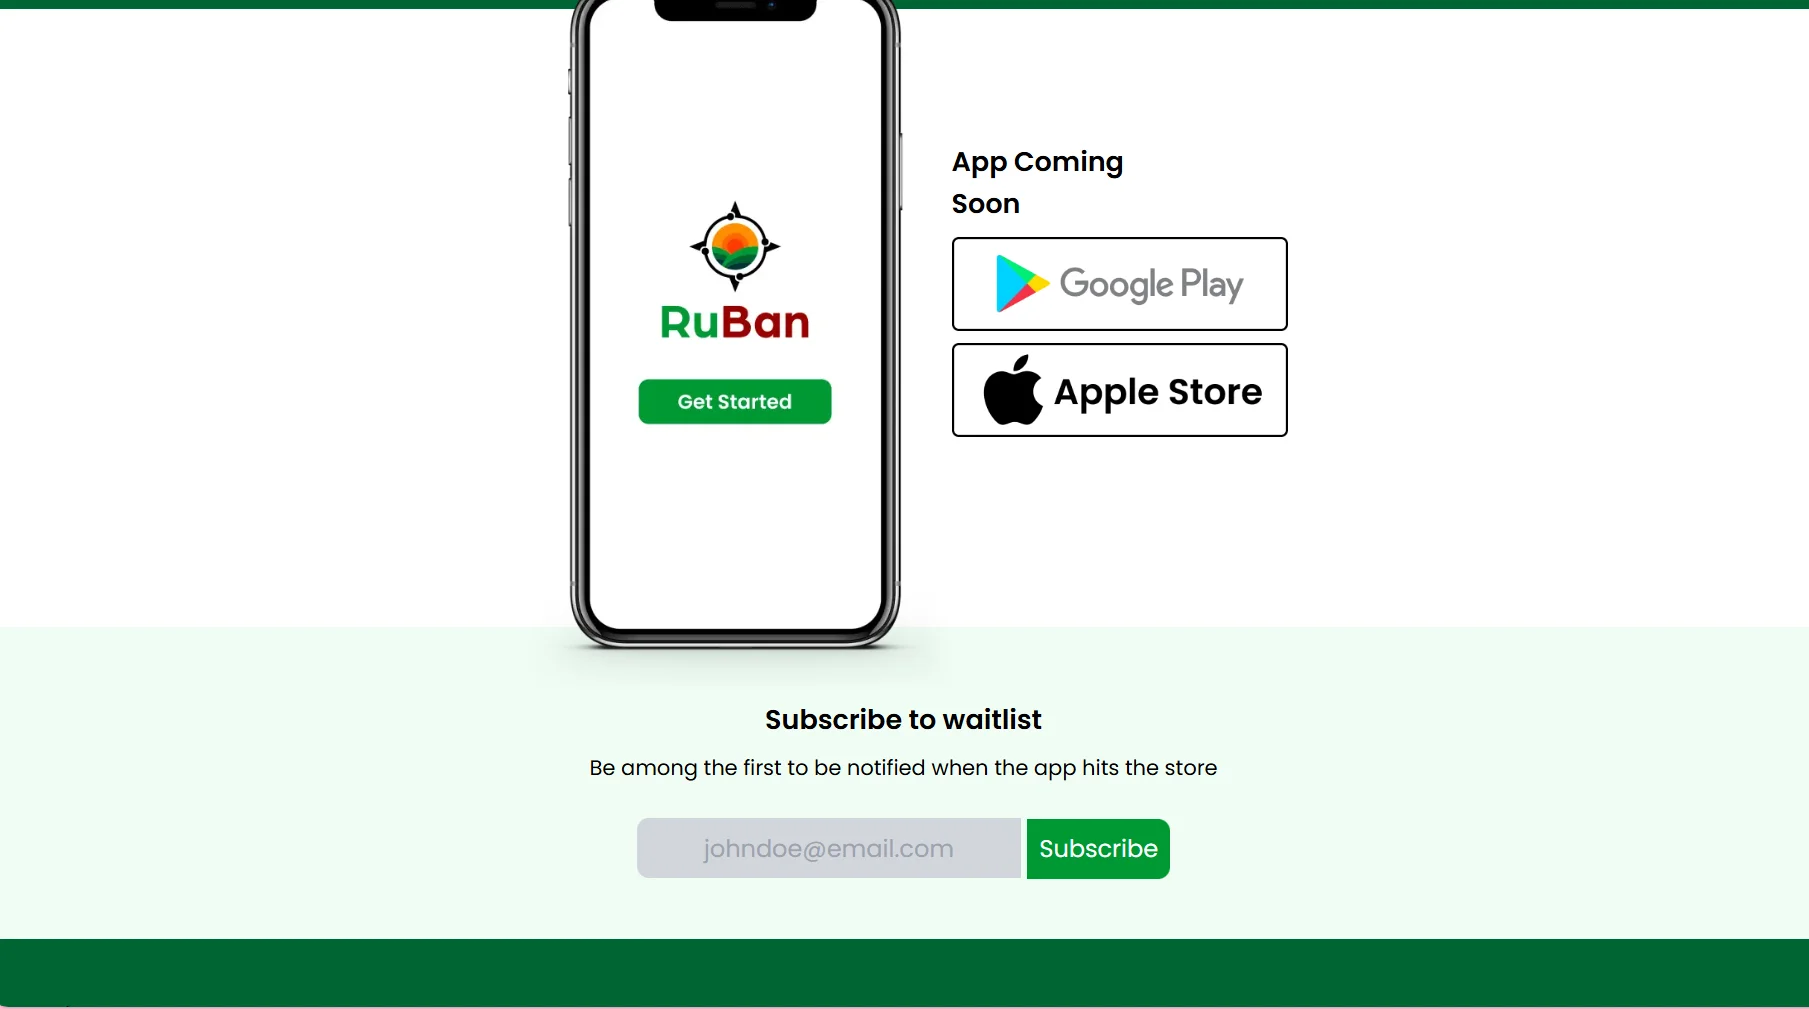 RuBan
Get Started
App Coming
Soon
Google Play
Apple Store
Subscribe to waitlist
Be among the first to be notified when the app hits the store
johndoe@email.com
Subscribe